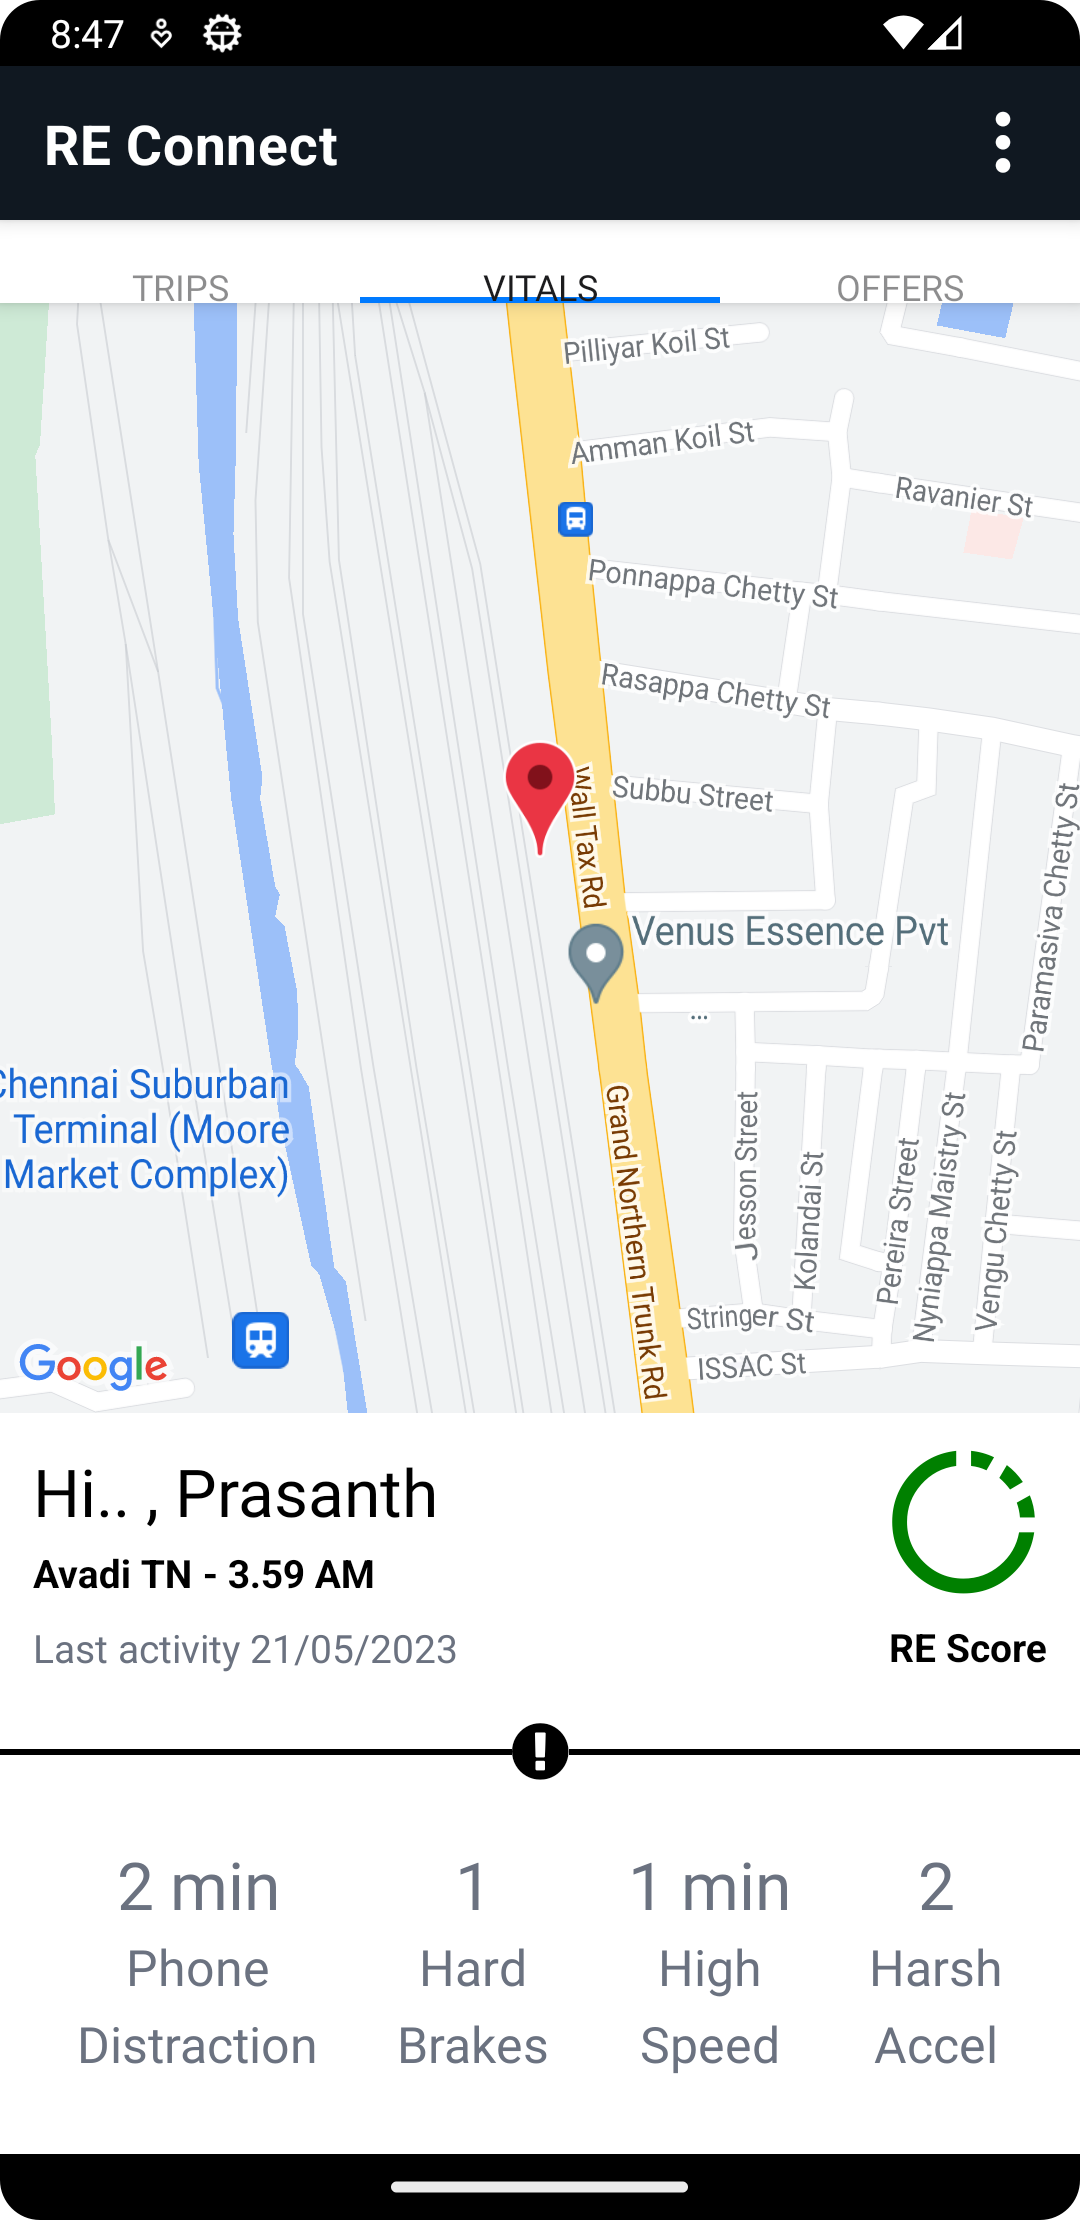 8:47
RE Connect
TRIPS VITALS OFFERS
Pilliyar Koil St
Amman Koil St
Ravanier St
Ponnappa Chetty St
Rasappa Chetty St
Subbu Street
Wall Tax Rd
Paramasiva Chetty St
Venus Essence Pvt
...
Chennai Suburban
Terminal (Moore
Market Complex)
Grand Northern Trunk Rd
Jesson Street
Kolandai St
Pereira Street
Nyniappa Maistry St
Vengu Chetty St
Stringer St
ISSAC St
Google
Hi.. , Prasanth
Avadi TN - 3.59 AM
Last activity 21/05/2023
RE Score
!
2 min 1 1 min 2
Phone Hard High Harsh
Distraction Brakes Speed Accel